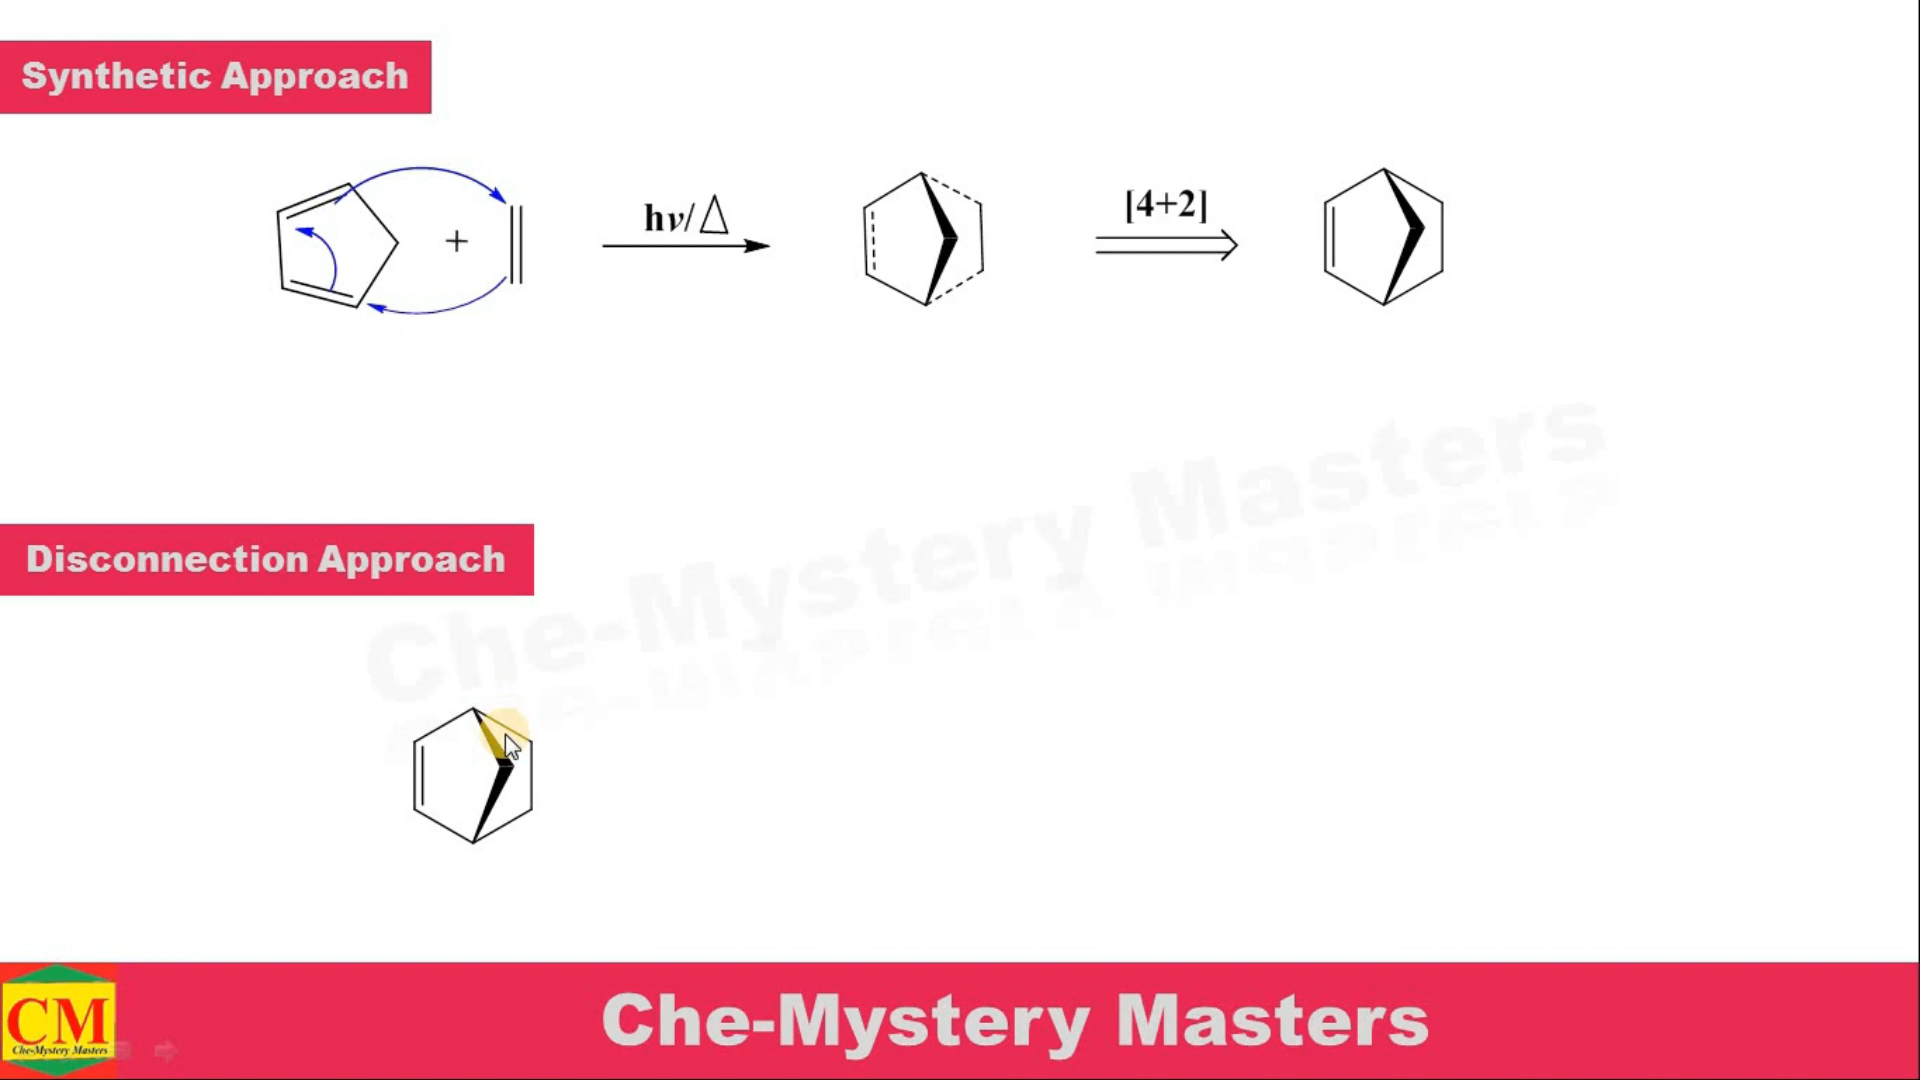 Synthetic Approach
+
hν/△
[4+2]
Che-Mystery Masters
Disconnection Approach
CM
Che-Mystery Masters
Che-Mystery Masters